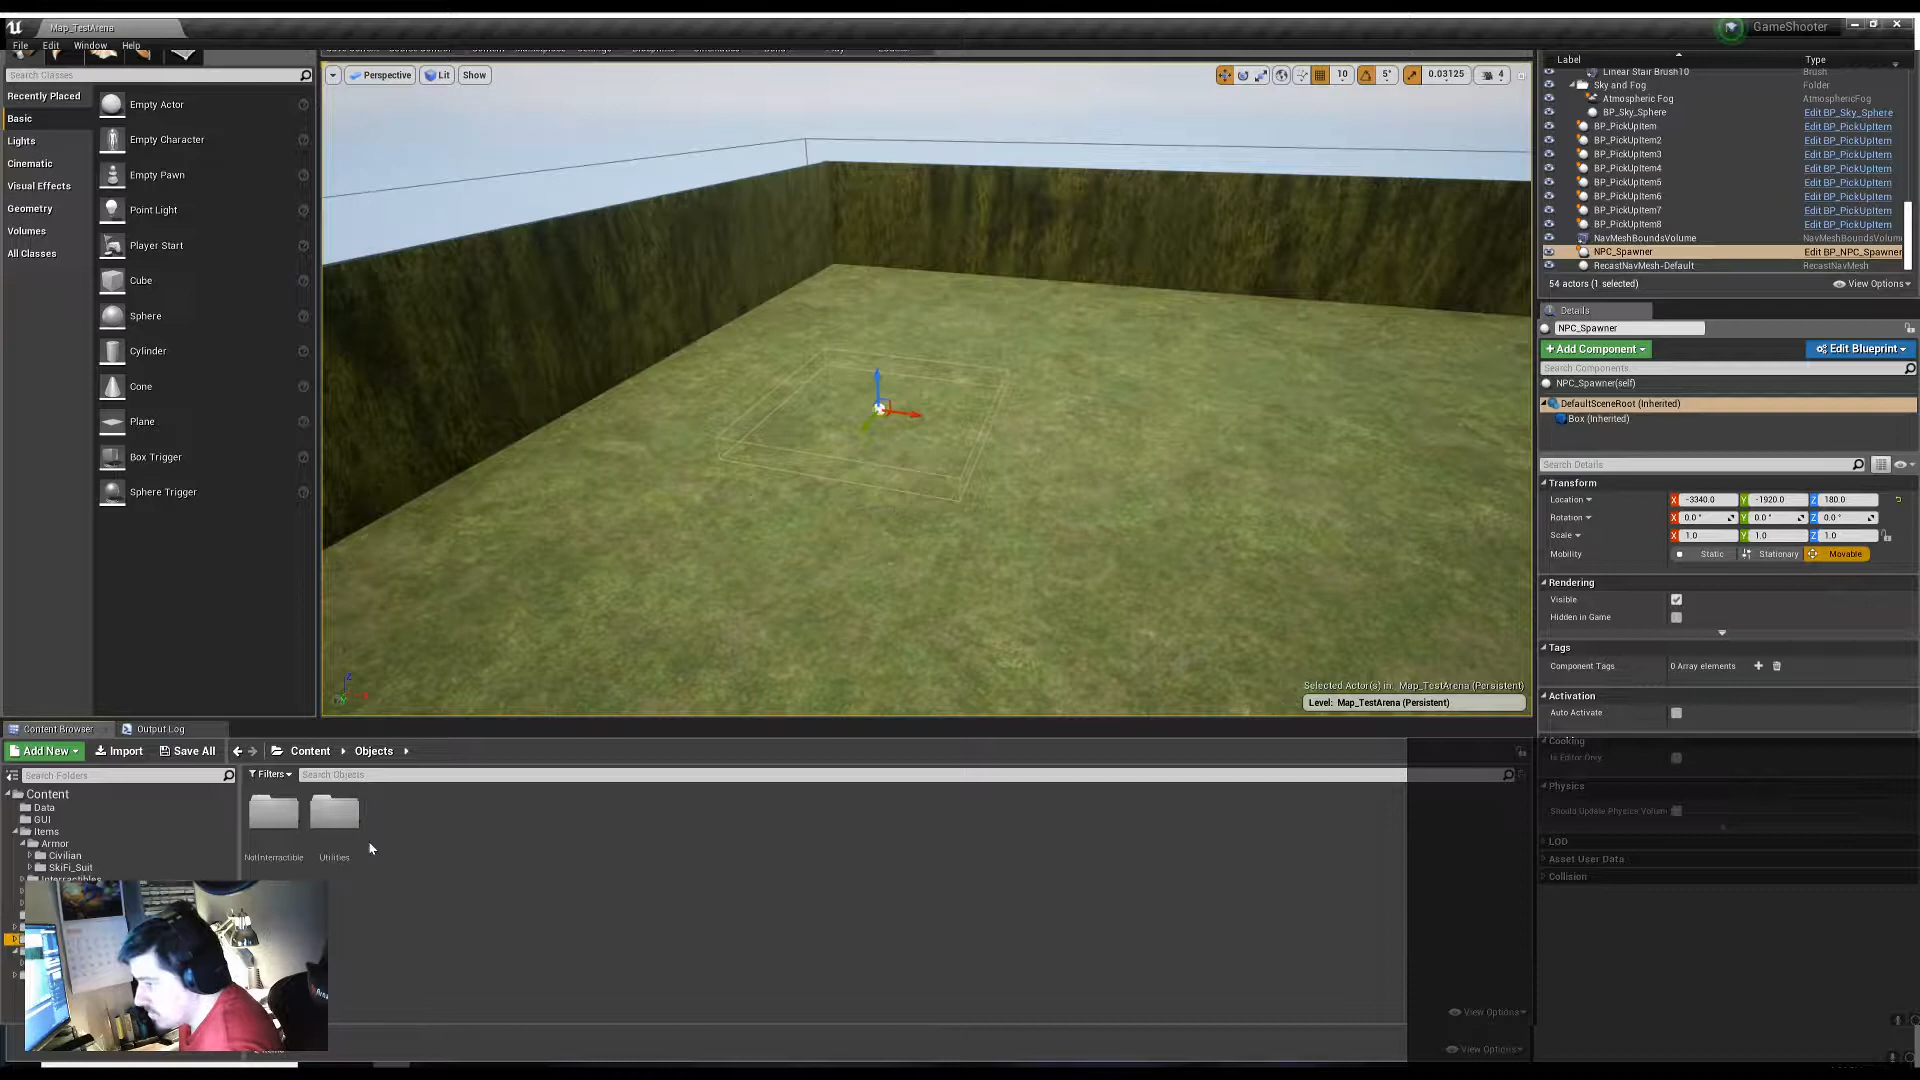 Map_TestArena
GameShooter
File Edit Window Help
Search Classes
Recently Placed
Basic
Lights
Cinematic
Visual Effects
Geometry
Volumes
All Classes
Empty Actor
Empty Character
Empty Pawn
Point Light
Player Start
Cube
Sphere
Cylinder
Cone
Plane
Box Trigger
Sphere Trigger
Perspective Lit Show
10 5° 0.03125 4
Selected Actor(s) in: Map_TestArena (Persistent)
Level: Map_TestArena (Persistent)
Label Type
Linear Stair Brush10 Brush
Sky and Fog Folder
Atmospheric Fog AtmosphericFog
BP_Sky_Sphere Edit BP_Sky_Sphere
BP_PickUpItem Edit BP_PickUpItem
BP_PickUpItem2 Edit BP_PickUpItem
BP_PickUpItem3 Edit BP_PickUpItem
BP_PickUpItem4 Edit BP_PickUpItem
BP_PickUpItem5 Edit BP_PickUpItem
BP_PickUpItem6 Edit BP_PickUpItem
BP_PickUpItem7 Edit BP_PickUpItem
BP_PickUpItem8 Edit BP_PickUpItem
NavMeshBoundsVolume NavMeshBoundsVolume
NPC_Spawner Edit BP_NPC_Spawner
RecastNavMesh-Default RecastNavMesh
54 actors (1 selected) View Options
Details
NPC_Spawner
+Add Component Edit Blueprint
Search Components
NPC_Spawner(self)
DefaultSceneRoot (Inherited)
Box (Inherited)
Search Details
Transform
Location X -3340.0 Y -1920.0 Z 180.0
Rotation X 0.0 ° Y 0.0 ° Z 0.0 °
Scale X 1.0 Y 1.0 Z 1.0
Mobility Static Stationary Movable
Rendering
Visible
Hidden in Game
Tags
Component Tags 0 Array elements
Activation
Auto Activate
Cooking
Is Editor Only
Physics
Should Update Physics Volum
LOD
Asset User Data
Collision
Content Browser Output Log
Add New Import Save All Content Objects
Search Folders
Filters Search Objects
Content
Data
GUI
Items
Armor
Civilian
SkiFi_Suit
Interractibles
NotInterractible Utilities
View Options
View Options